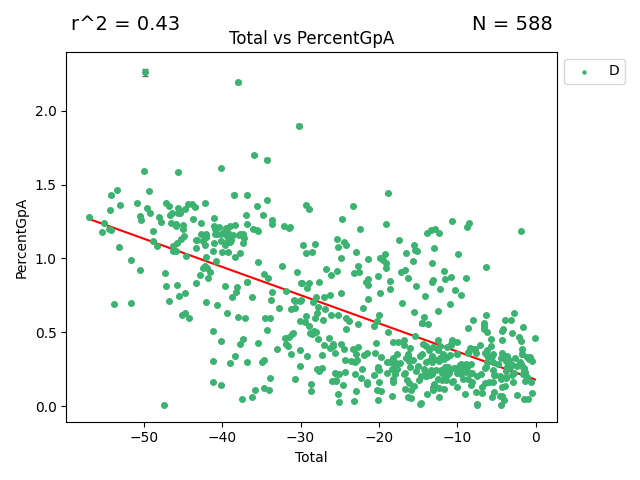 r^2 = 0.43
N = 588
Total vs PercentGpA
D
PercentGpA
2.0
1.5
1.0
0.5
0.0
−50
−40
−30
−20
−10
0
Total